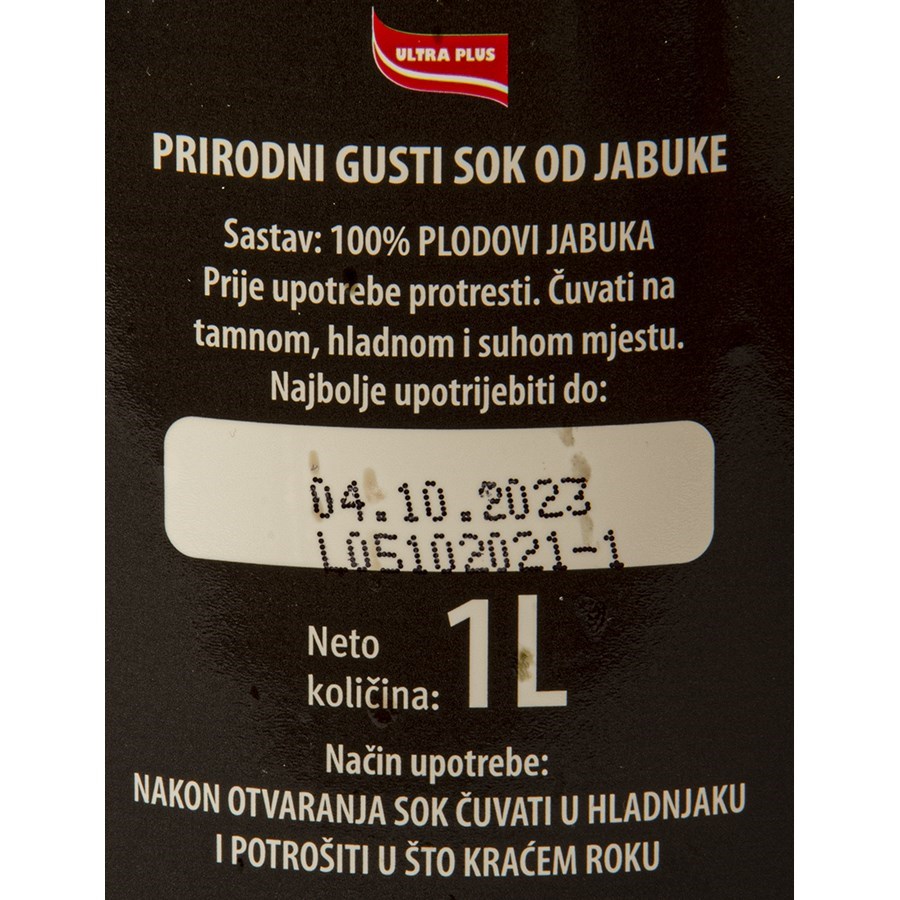 ULTRA PLUS
PRIRODNI GUSTI SOK OD JABUKE
Sastav: 100% PLODOVI JABUKA
Prije upotrebe protresti. Čuvati na
tamnom, hladnom i suhom mjestu.
Najbolje upotrijebiti do:
04.10.2023
L05102021-1
Neto
količina: 1L
Način upotrebe:
NAKON OTVARANJA SOK ČUVATI U HLADNJAKU
I POTROŠITI U ŠTO KRAĆEM ROKU